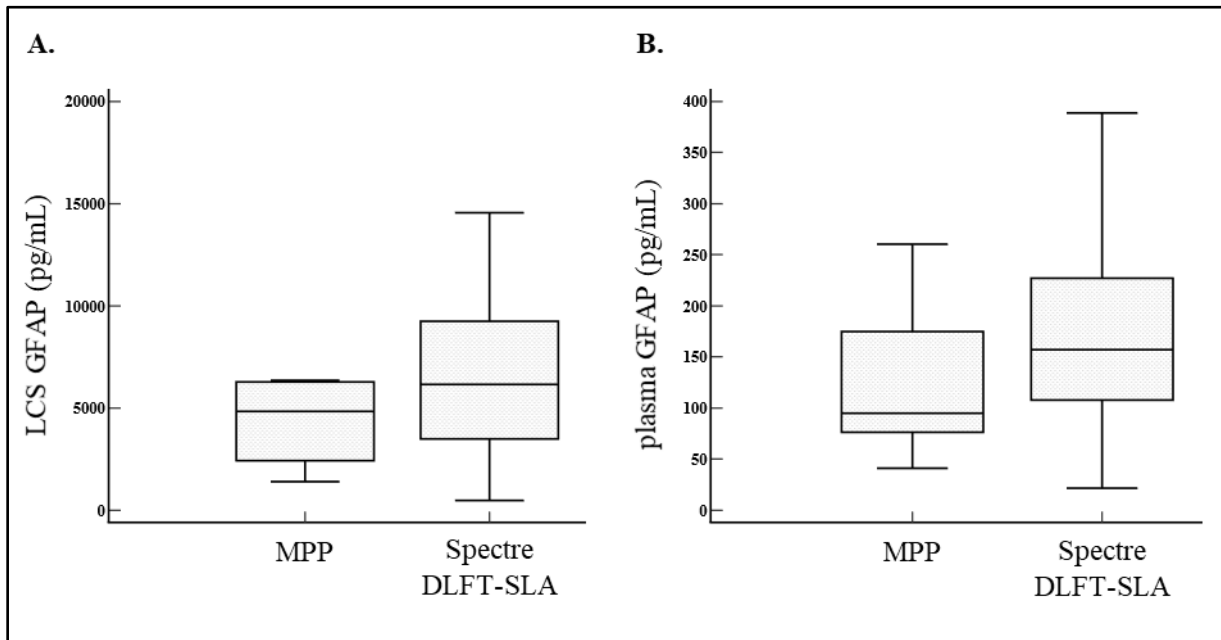 A.
LCS GFAP (pg/mL)
20000
15000
10000
5000
0
MPP
Spectre
DLFT-SLA
B.
plasma GFAP (pg/mL)
400
350
300
250
200
150
100
50
0
MPP
Spectre
DLFT-SLA